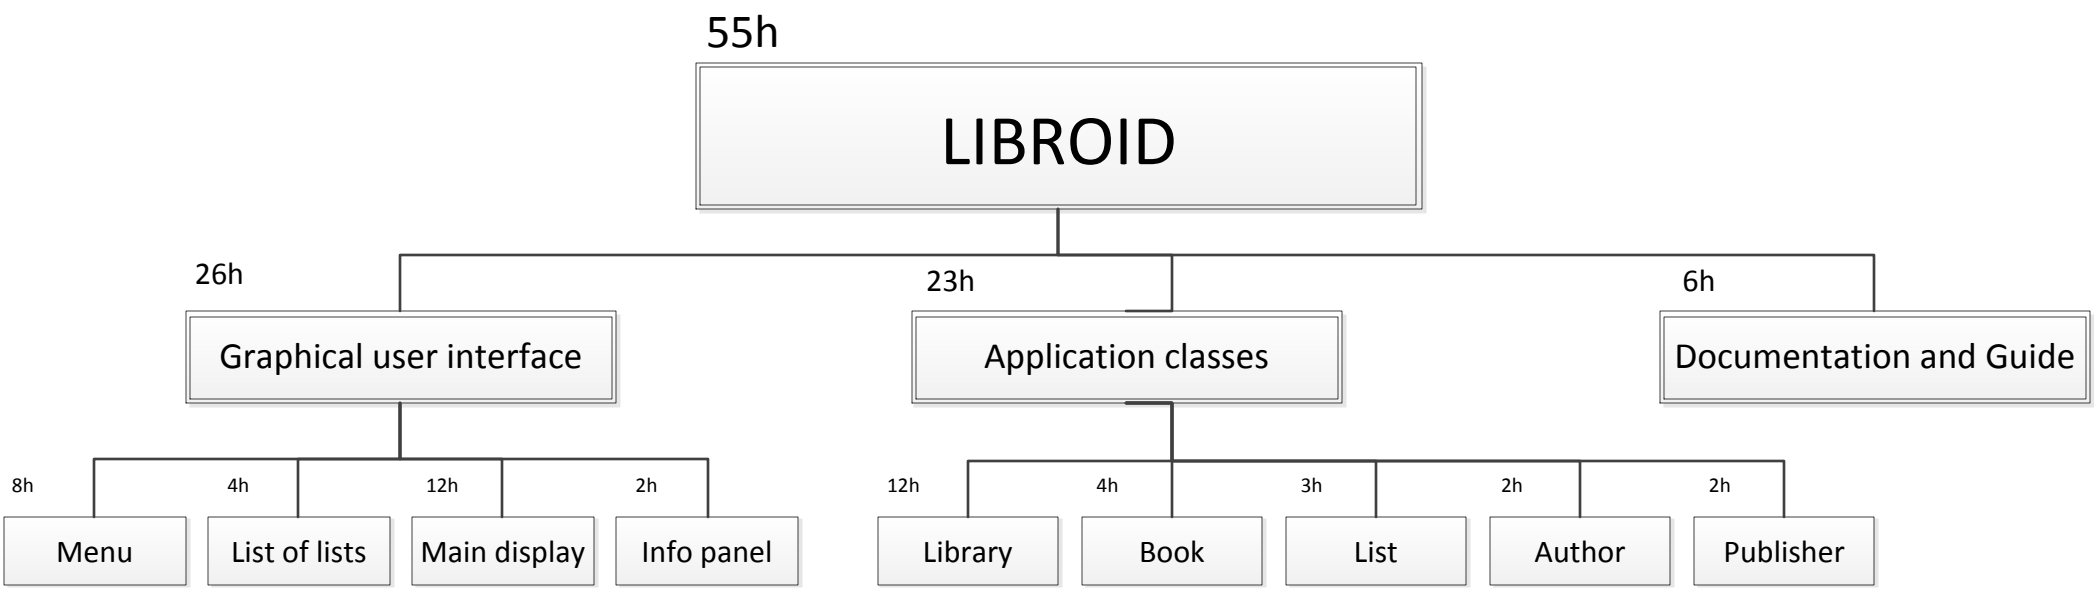 55h
LIBROID
26h
23h
6h
Graphical user interface
Application classes
Documentation and Guide
8h
4h
12h
2h
12h
4h
3h
2h
2h
Menu
List of lists
Main display
Info panel
Library
Book
List
Author
Publisher